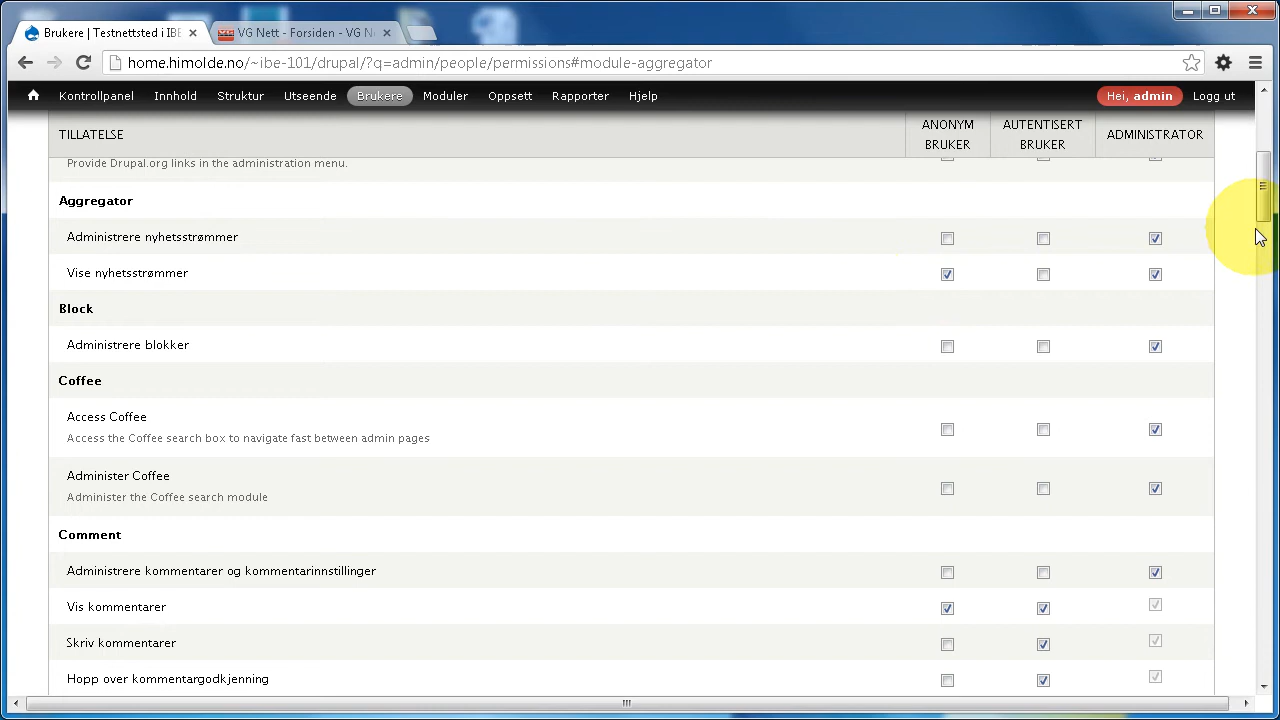 Brukere | Testnettsted i IBE
VG Nett - Forsiden - VG N
home.himolde.no/~ibe-101/drupal/?q=admin/people/permissions#module-aggregator
Kontrollpanel Innhold Struktur Utseende Brukere Moduler Oppsett Rapporter Hjelp Hei, admin Logg ut
TILLATELSE ANONYM BRUKER AUTENTISERT BRUKER ADMINISTRATOR
Provide Drupal.org links in the administration menu.
Aggregator
Administrere nyhetsstrømmer
Vise nyhetsstrømmer
Block
Administrere blokker
Coffee
Access Coffee
Access the Coffee search box to navigate fast between admin pages
Administer Coffee
Administer the Coffee search module
Comment
Administrere kommentarer og kommentarinnstillinger
Vis kommentarer
Skriv kommentarer
Hopp over kommentargodkjenning